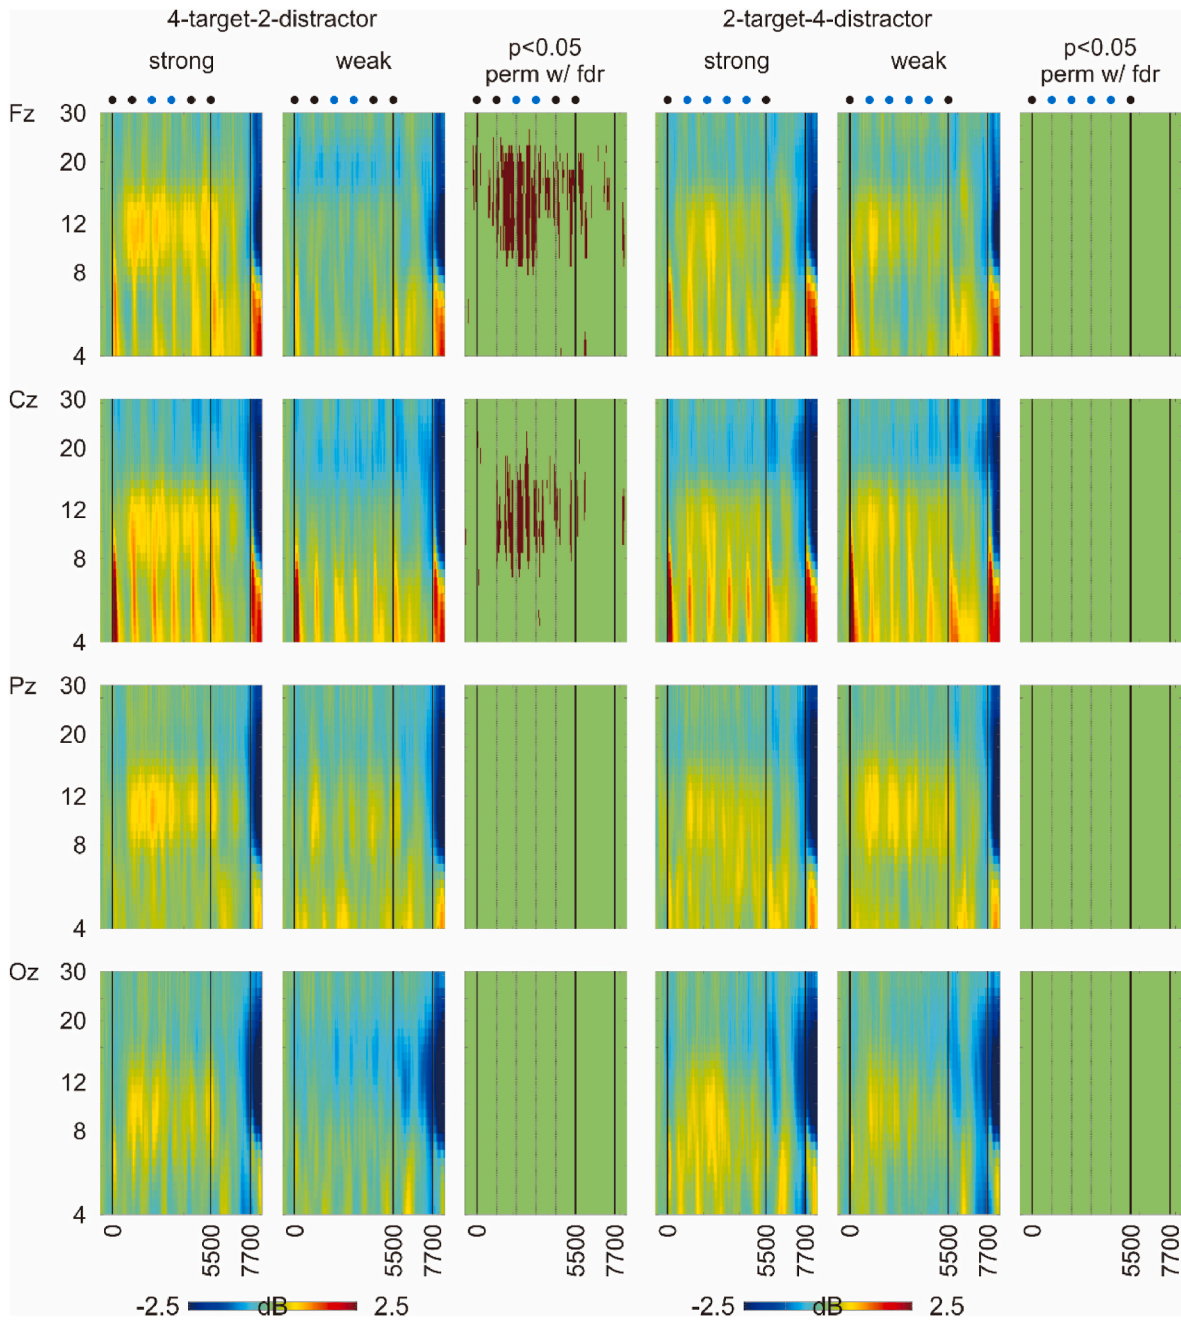 4-target-2-distractor 2-target-4-distractor
strong weak p<0.05 perm w/ fdr strong weak p<0.05 perm w/ fdr
Fz 30
20
12
8
4
Cz 30
20
12
8
4
Pz 30
20
12
8
4
Oz 30
20
12
8
4
0 5500 7700 0 5500 7700 0 5500 7700 0 5500 7700 0 5500 7700 0 5500 7700
-2.5 dB 2.5 -2.5 dB 2.5